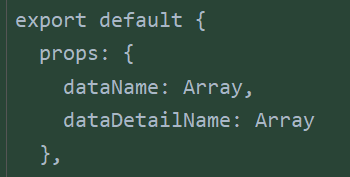 export default {
  props: {
    dataName: Array,
    dataDetailName: Array
  },